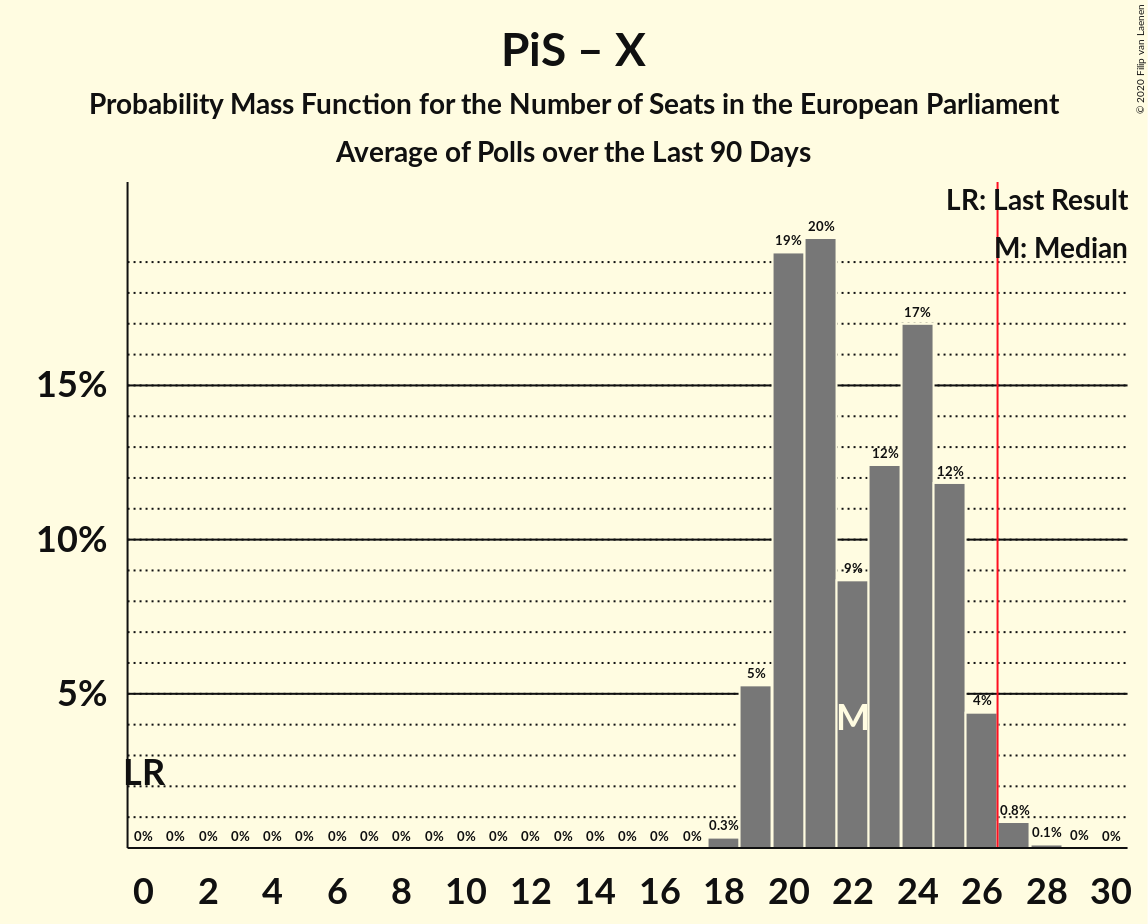 PiS – X
Probability Mass Function for the Number of Seats in the European Parliament
Average of Polls over the Last 90 Days
© 2020 Filip van Laenen
LR: Last Result
M: Median
20%
19%
17%
15%
12%
12%
10%
9%
5%
5%
4%
M
LR
0% 0% 0% 0% 0% 0% 0% 0% 0% 0% 0% 0% 0% 0% 0% 0% 0% 0% 0.3% 0.8% 0.1% 0% 0%
0 2 4 6 8 10 12 14 16 18 20 22 24 26 28 30